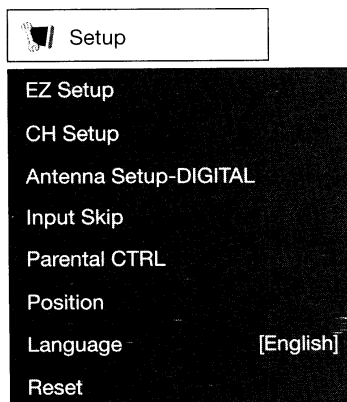 Setup
EZ Setup
CH Setup
Antenna Setup-DIGITAL
Input Skip
Parental CTRL
Position
Language [English]
Reset